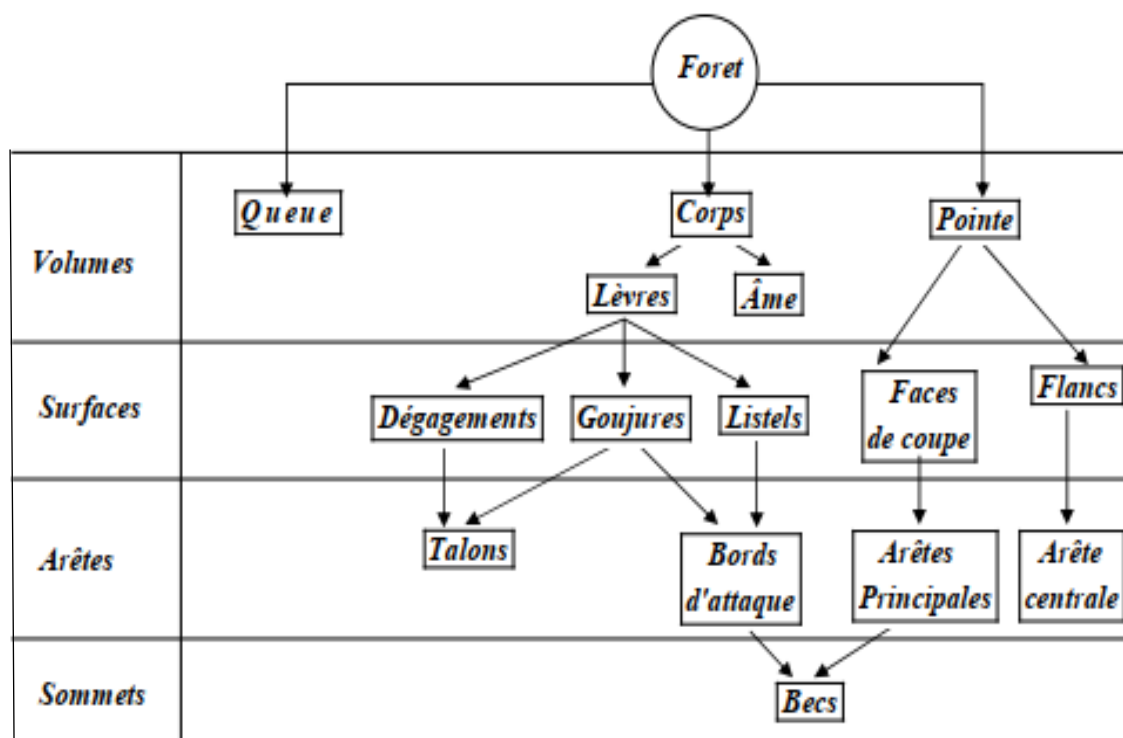 Foret
Volumes
Queue
Corps
Pointe
Lèvres
Âme
Surfaces
Dégagements
Goujures
Listels
Faces
de coupe
Flancs
Arêtes
Talons
Bords
d'attaque
Arêtes
Principales
Arête
centrale
Sommets
Becs